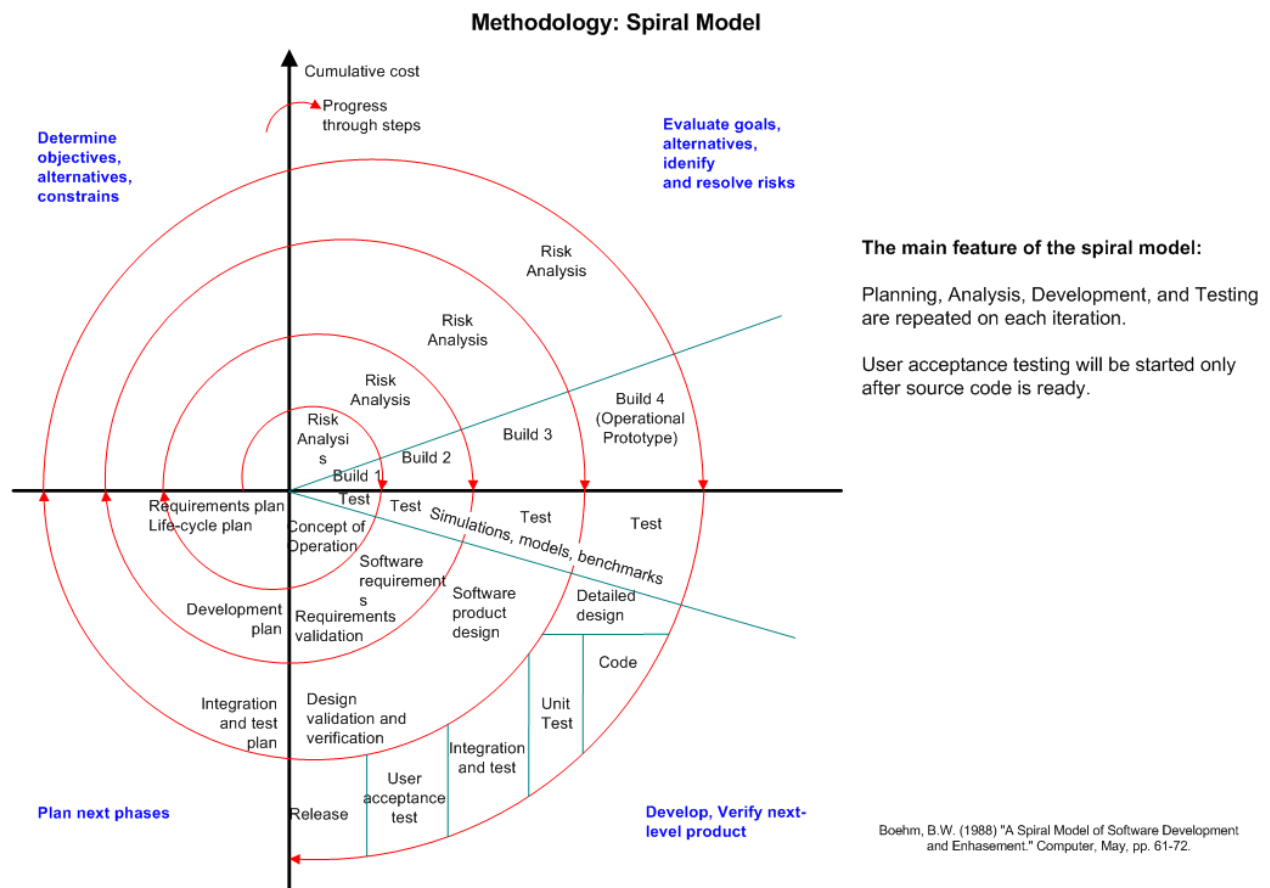 Methodology: Spiral Model
Cumulative cost
Progress
through steps
Determine
objectives,
alternatives,
constrains
Evaluate goals,
alternatives,
idenify
and resolve risks
Risk
Analysis
Risk
Analysis
Risk
Analysis
Risk
Analysi
s
Build 1
Build 2
Build 3
Build 4
(Operational
Prototype)
The main feature of the spiral model:
Planning, Analysis, Development, and Testing
are repeated on each iteration.
User acceptance testing will be started only
after source code is ready.
Requirements plan
Life-cycle plan
Test
Test
Test
Test
Simulations, models, benchmarks
Concept of
Operation
Software
requirement
s
Requirements
validation
Software
product
design
Detailed
design
Development
plan
Code
Unit
Test
Integration
and test
plan
Design
validation and
verification
Integration
and test
User
acceptance
test
Release
Plan next phases
Develop, Verify next-
level product
Boehm, B.W. (1988) "A Spiral Model of Software Development
and Enhasement." Computer, May, pp. 61-72.